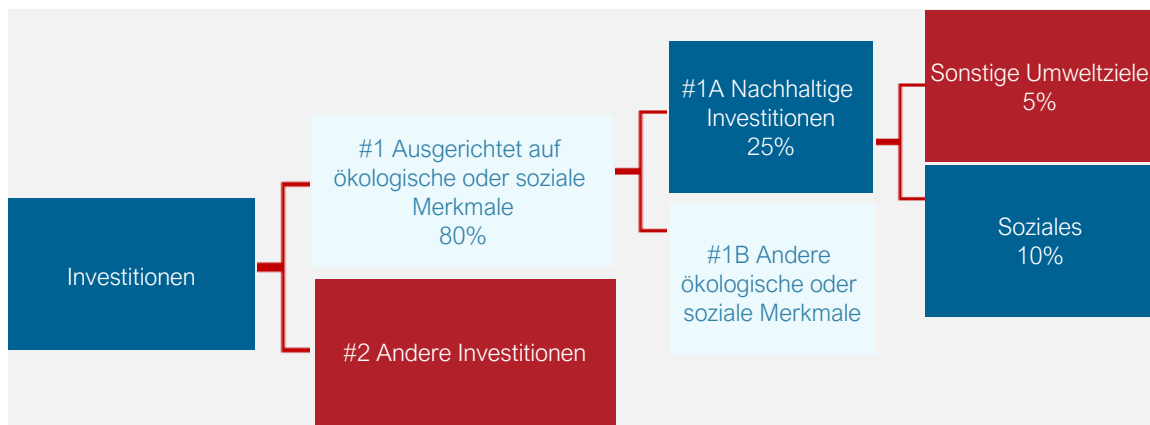 Investitionen
#1 Ausgerichtet auf
ökologische oder soziale
Merkmale
80%
#2 Andere Investitionen
#1A Nachhaltige
Investitionen
25%
#1B Andere
ökologische oder
soziale Merkmale
Sonstige Umweltziele
5%
Soziales
10%